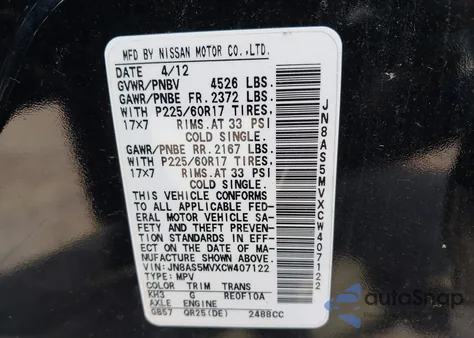 MFD BY NISSAN MOTOR CO.,LTD.
DATE 4/12
GVWR/PNBV 4526 LBS.
GAWR/PNBE FR. 2372 LBS.
WITH P225/60R17 TIRES,
17X7 RIMS.AT 33 PSI
COLD SINGLE.
GAWR/PNBE RR. 2167 LBS.
WITH P225/60R17 TIRES,
17X7 RIMS.AT 33 PSI
COLD SINGLE.
THIS VEHICLE CONFORMS
TO ALL APPLICABLE FED-
ERAL MOTOR VEHICLE SA-
FETY AND THEFT PREVEN-
TION STANDARDS IN EFF-
ECT ON THE DATE OF MA-
NUFACTURE SHOWN ABOVE.
VIN:JN8AS5MVXCW407122
TYPE:MPV
COLOR TRIM TRANS
KH3 G RE0F10A
AXLE ENGINE
GB57 QR25(DE) 2488CC
JN8AS5MVXCW407122
autoSnap